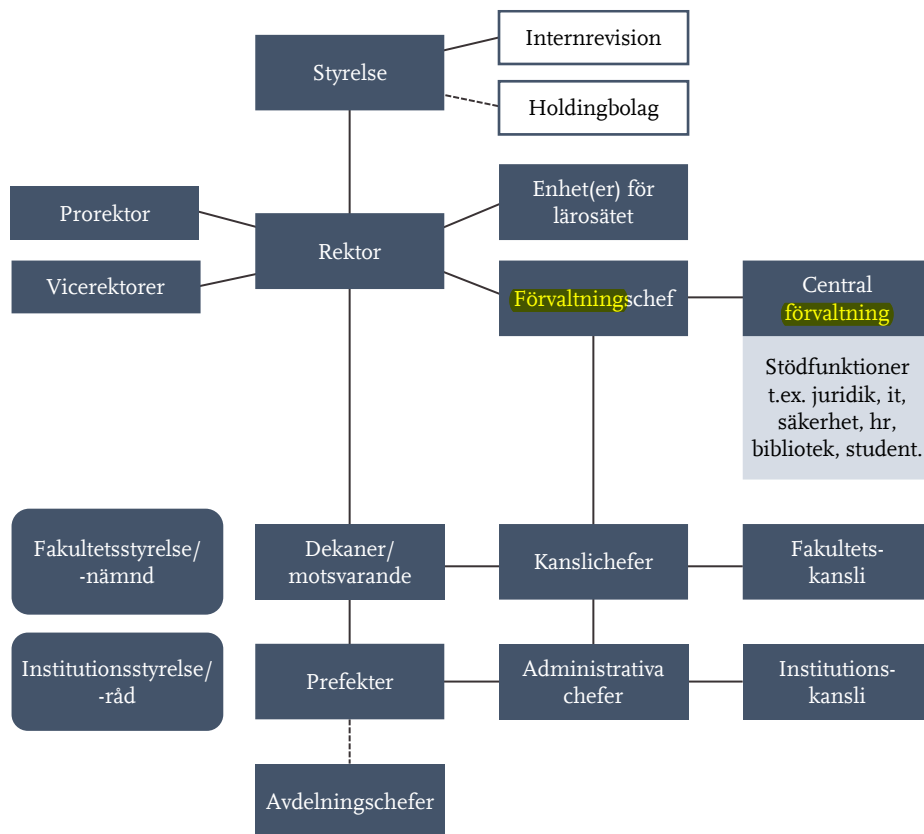 Internrevision
Styrelse
Holdingbolag
Enhet(er) för
lärosätet
Prorektor
Rektor
Vicerektorer
Förvaltningschef
Central
förvaltning
Stödfunktioner
t.ex. juridik, it,
säkerhet, hr,
bibliotek, student.
Fakultetsstyrelse/
-nämnd
Dekaner/
motsvarande
Kanslichefer
Fakultets-
kansli
Institutionsstyrelse/
-råd
Prefekter
Administrativa
chefer
Institutions-
kansli
Avdelningschefer